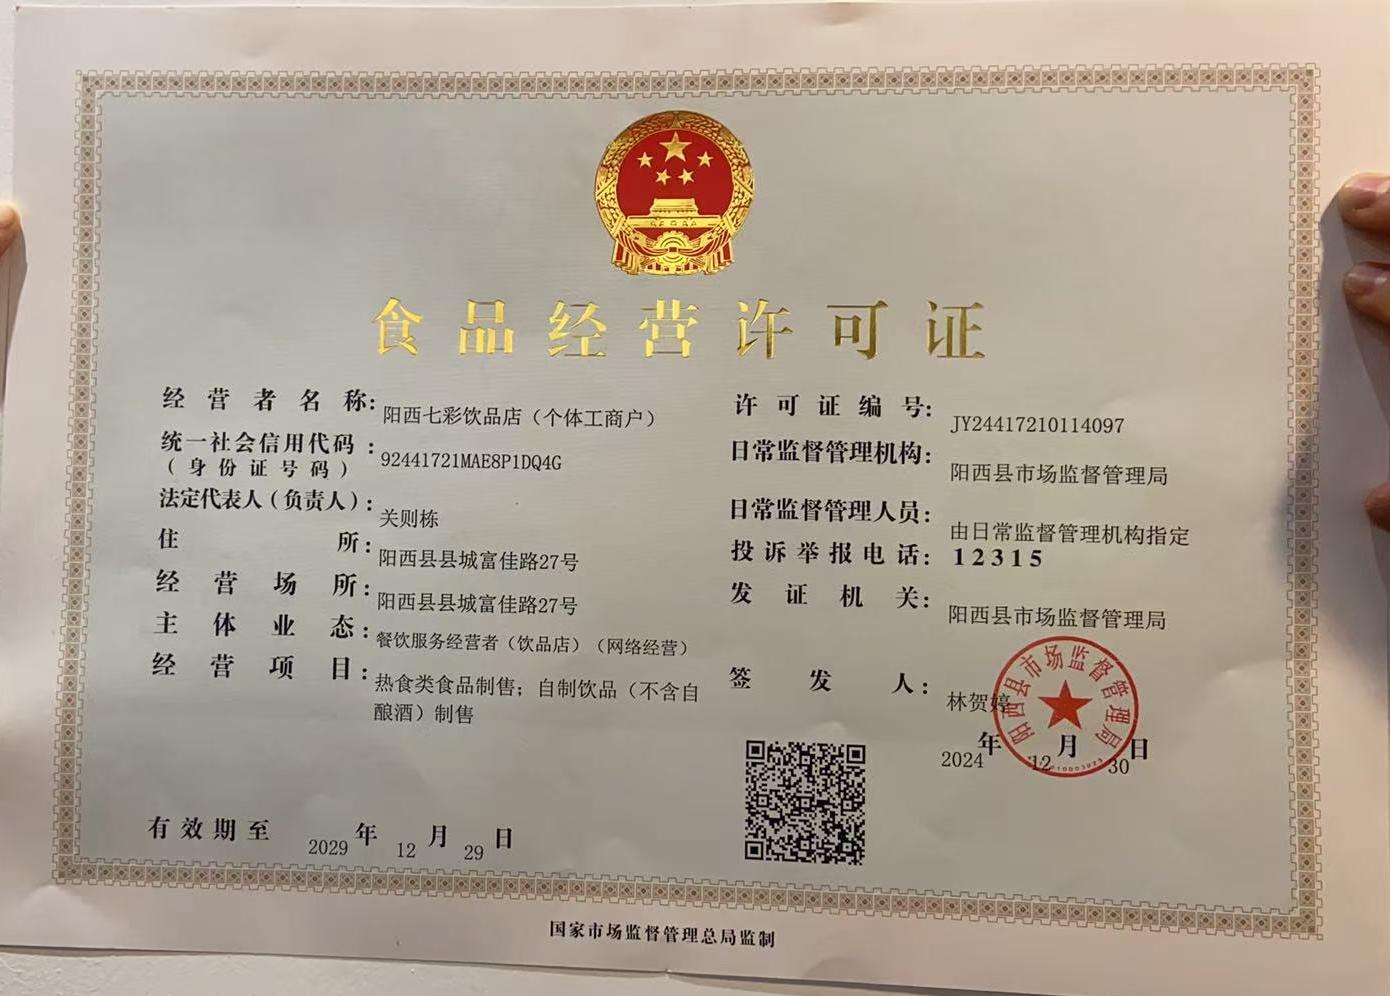 食品经营许可证
经营者名称：阳西七彩饮品店（个体工商户）
统一社会信用代码：92441721MAE8P1DQ4G
（身份证号码）
法定代表人（负责人）：关则栋
住所：阳西县县城富佳路27号
经营场所：阳西县县城富佳路27号
主体业态：餐饮服务经营者（饮品店）（网络经营）
经营项目：热食类食品制售；自制饮品（不含自
酿酒）制售
有效期至 2029年12月29日
许可证编号：JY24417210114097
日常监督管理机构：阳西县市场监督管理局
日常监督管理人员：由日常监督管理机构指定
投诉举报电话：12315
发证机关：阳西县市场监督管理局
签发人：林贺婷
阳西县市场监督管理局
2024年12月30日
国家市场监督管理总局监制